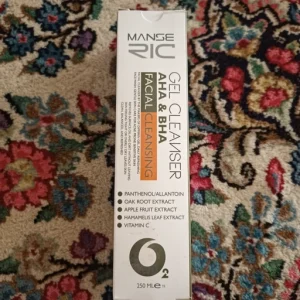 MANSE
RIC
GEL CLEANSER
AHA & BHA
FACIAL CLEANSING
PANTHENOL/ALLANTOIN
OAK ROOT EXTRACT
APPLE FRUIT EXTRACT
HAMAMELIS LEAF EXTRACT
VITAMIN C
O2
250 ML e